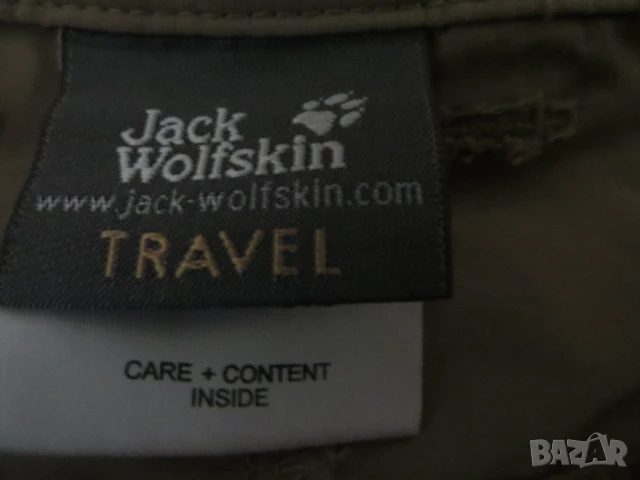 Jack
Wolfskin
www.jack-wolfskin.com
TRAVEL
CARE + CONTENT
INSIDE
BAZAR